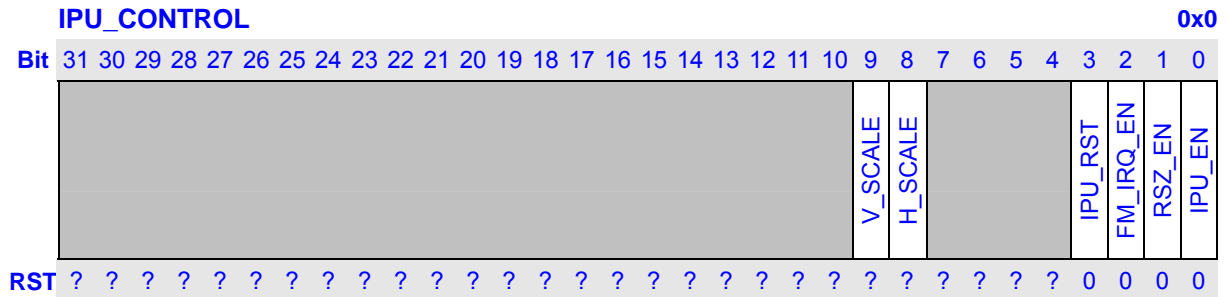 IPU_CONTROL 0x0
Bit 31 30 29 28 27 26 25 24 23 22 21 20 19 18 17 16 15 14 13 12 11 10 9 8 7 6 5 4 3 2 1 0
V_SCALE H_SCALE IPU_RST FM_IRQ_EN RSZ_EN IPU_EN
RST ? ? ? ? ? ? ? ? ? ? ? ? ? ? ? ? ? ? ? ? ? ? ? ? ? ? ? ? 0 0 0 0